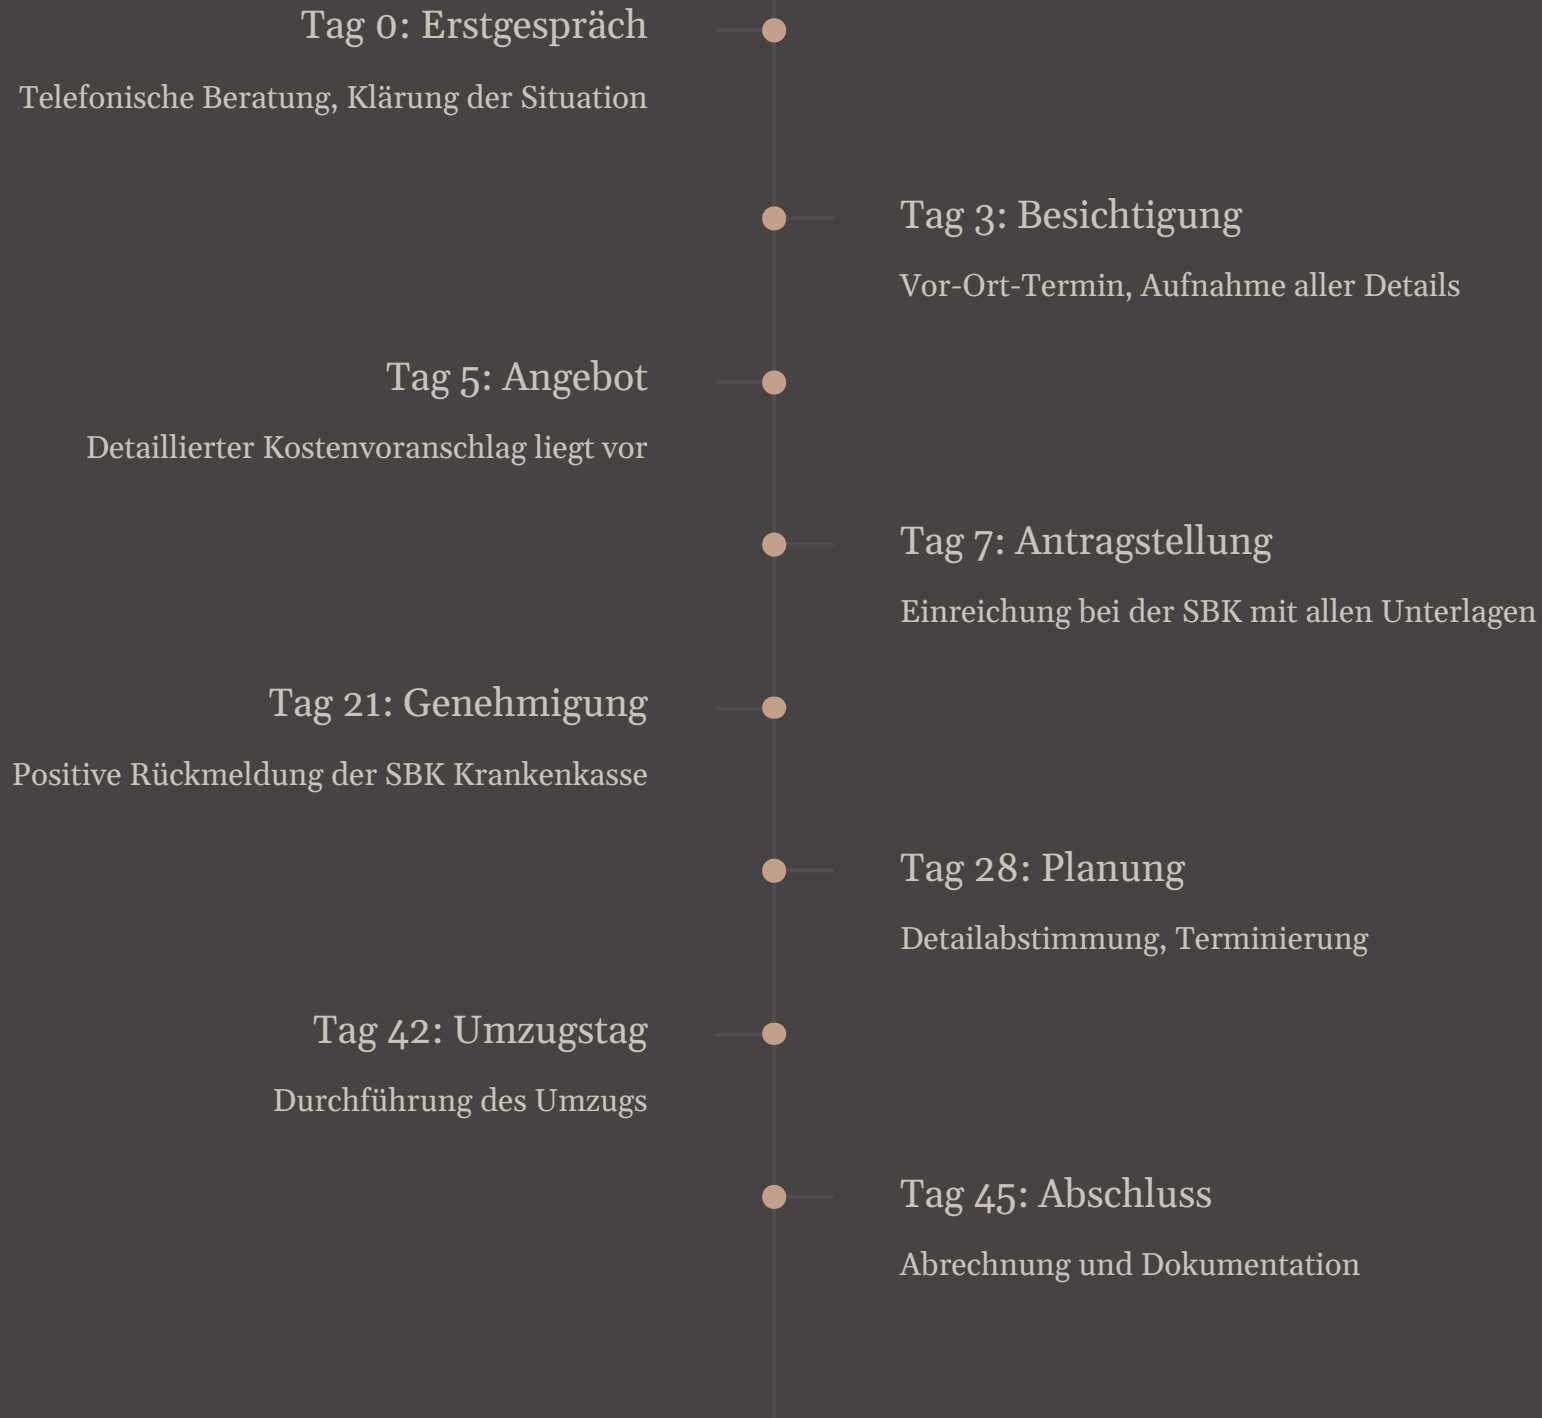 Tag 0: Erstgespräch
Telefonische Beratung, Klärung der Situation
Tag 3: Besichtigung
Vor-Ort-Termin, Aufnahme aller Details
Tag 5: Angebot
Detaillierter Kostenvoranschlag liegt vor
Tag 7: Antragstellung
Einreichung bei der SBK mit allen Unterlagen
Tag 21: Genehmigung
Positive Rückmeldung der SBK Krankenkasse
Tag 28: Planung
Detailabstimmung, Terminierung
Tag 42: Umzugstag
Durchführung des Umzugs
Tag 45: Abschluss
Abrechnung und Dokumentation